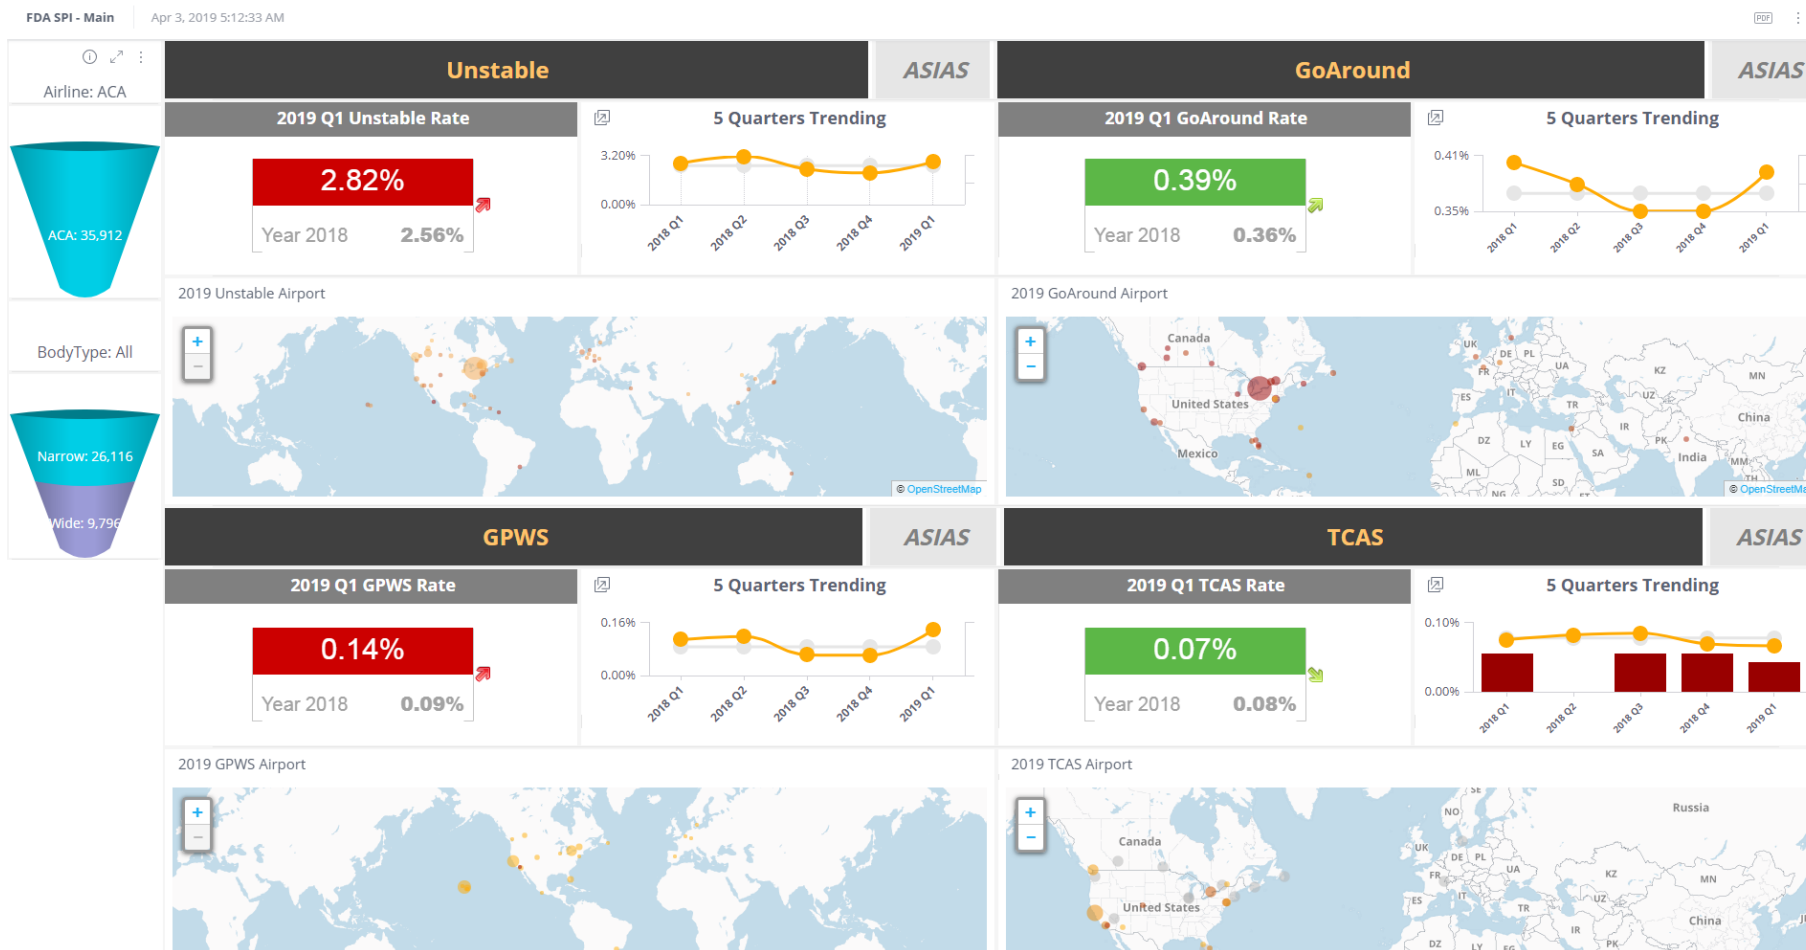 FDA SPI - Main
Apr 3, 2019 5:12:33 AM
PDF
Airline: ACA
ACA: 35,912
BodyType: All
Narrow: 26,116
Wide: 9,796
Unstable
ASIAS
2019 Q1 Unstable Rate
2.82%
Year 2018 2.56%
5 Quarters Trending
3.20%
0.00%
2018 Q1
2018 Q2
2018 Q3
2018 Q4
2019 Q1
2019 Unstable Airport
+
−
© OpenStreetMap
GoAround
ASIAS
2019 Q1 GoAround Rate
0.39%
Year 2018 0.36%
5 Quarters Trending
0.41%
0.35%
2018 Q1
2018 Q2
2018 Q3
2018 Q4
2019 Q1
2019 GoAround Airport
+
−
Canada
United States
Mexico
UK
DE
PL
FR
UA
KZ
MN
ES
IT
TR
UZ
China
DZ
LY
EG
IR
SA
PK
India
MM
TH
ML
SD
NG
ET
© OpenStreetMa
GPWS
ASIAS
2019 Q1 GPWS Rate
0.14%
Year 2018 0.09%
5 Quarters Trending
0.16%
0.00%
2018 Q1
2018 Q2
2018 Q3
2018 Q4
2019 Q1
2019 GPWS Airport
+
−
TCAS
ASIAS
2019 Q1 TCAS Rate
0.07%
Year 2018 0.08%
5 Quarters Trending
0.10%
0.00%
2018 Q1
2018 Q2
2018 Q3
2018 Q4
2019 Q1
2019 TCAS Airport
+
−
SE
NO
Russia
Canada
UK
DE
PL
FR
UA
KZ
MN
United States
ES
IT
TR
UZ
China
IR
PK
DZ
LY
EG